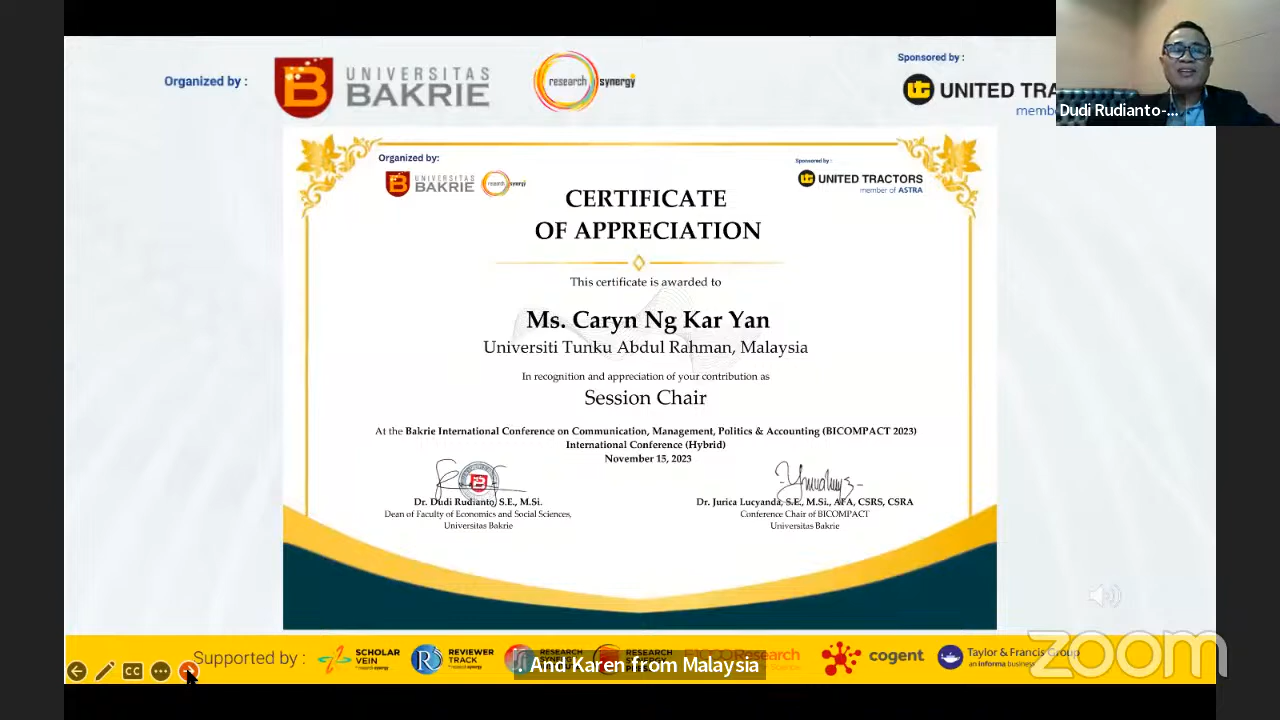 Organized by :
UNIVERSITAS
BAKRIE
research synergy
Sponsored by :
UNITED TRA
memb
Dudi Rudianto-...
Organized by:
UNIVERSITAS
BAKRIE
research synergy
Sponsored by :
UNITED TRACTORS
member of ASTRA
CERTIFICATE
OF APPRECIATION
This certificate is awarded to
Ms. Caryn Ng Kar Yan
Universiti Tunku Abdul Rahman, Malaysia
In recognition and appreciation of your contribution as
Session Chair
At the Bakrie International Conference on Communication, Management, Politics & Accounting (BICOMPACT 2023)
International Conference (Hybrid)
November 15, 2023
Dr. Dudi Rudianto, S.E., M.Si.
Dean of Faculty of Economics and Social Sciences,
Universitas Bakrie
Dr. Jurica Lucyanda, S.E., M.Si., AFA, CSRS, CSRA
Conference Chair of BICOMPACT
Universitas Bakrie
Supported by :
SCHOLAR
VEIN
REVIEWER
TRACK
cogent
Taylor & Francis Group
an informa business
CC
.. And Karen from Malaysia
zoom